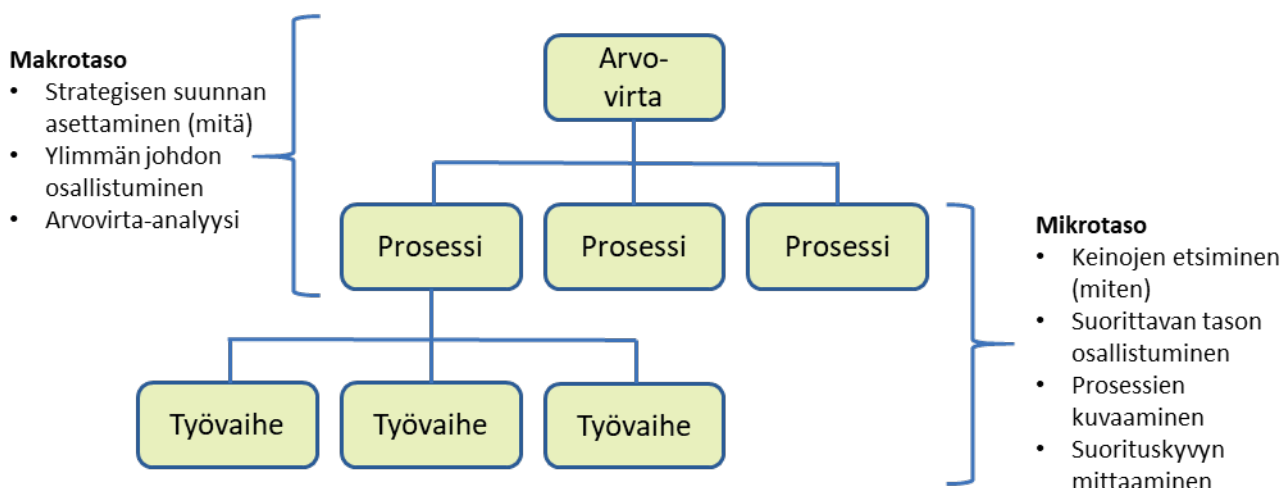 Makrotaso
• Strategisen suunnan
asettaminen (mitä)
• Ylimmän johdon
osallistuminen
• Arvovirta-analyysi
Arvo-
virta
Prosessi
Prosessi
Prosessi
Työvaihe
Työvaihe
Työvaihe
Mikrotaso
• Keinojen etsiminen
(miten)
• Suorittavan tason
osallistuminen
• Prosessien
kuvaaminen
• Suorituskyvyn
mittaaminen